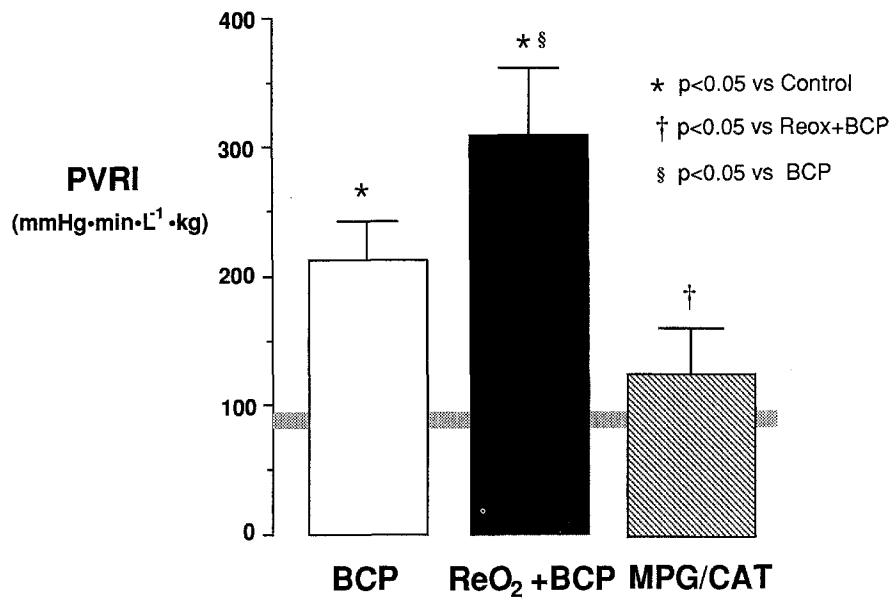 400
300
200
100
0
PVRI
(mmHg•min•L⁻¹•kg)
*
* §
†
* p<0.05 vs Control
† p<0.05 vs Reox+BCP
§ p<0.05 vs BCP
BCP ReO₂ +BCP MPG/CAT